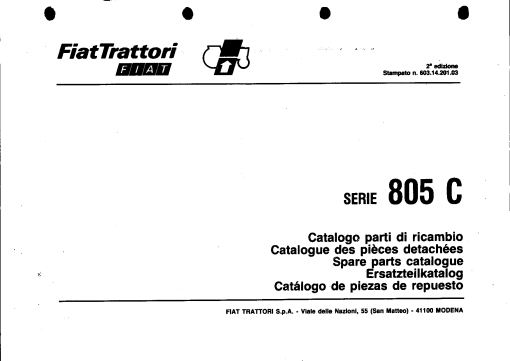 FiatTrattori
FIAT
2ª edizione
Stampato n. 603.14.201.03
SERIE 805 C
Catalogo parti di ricambio
Catalogue des pièces detachées
Spare parts catalogue
Ersatzteilkatalog
Catálogo de piezas de repuesto
FIAT TRATTORI S.p.A. - Viale delle Nazioni, 55 (San Matteo) - 41100 MODENA